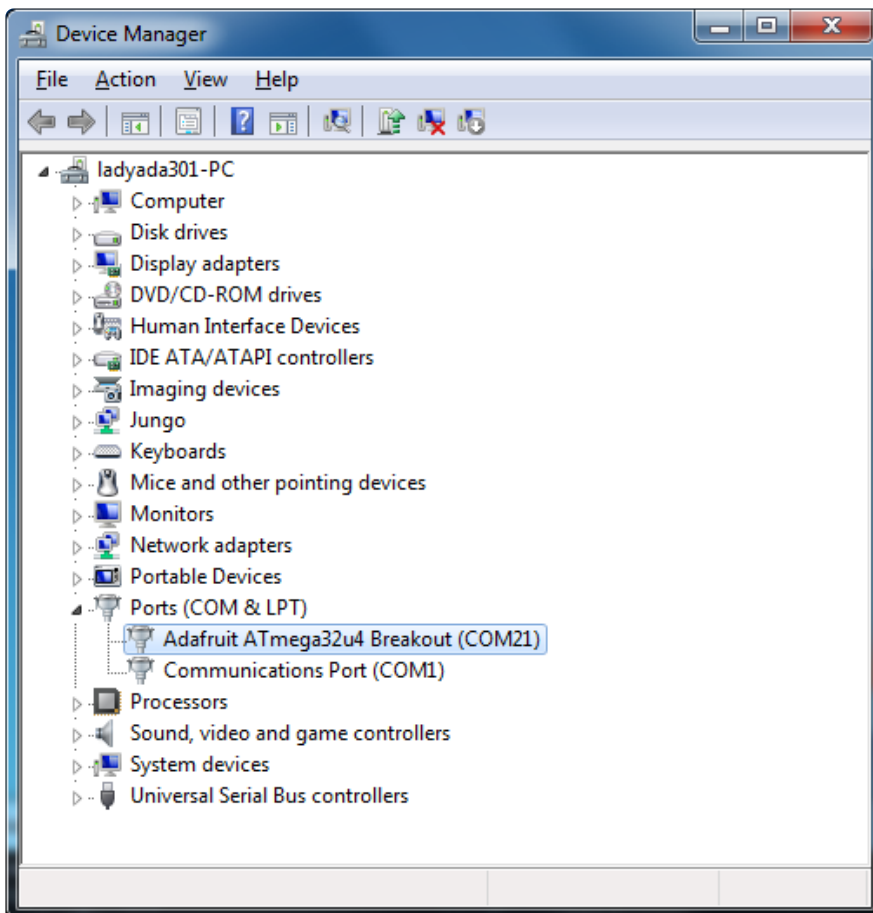 Device Manager
File Action View Help
ladyada301-PC
Computer
Disk drives
Display adapters
DVD/CD-ROM drives
Human Interface Devices
IDE ATA/ATAPI controllers
Imaging devices
Jungo
Keyboards
Mice and other pointing devices
Monitors
Network adapters
Portable Devices
Ports (COM & LPT)
Adafruit ATmega32u4 Breakout (COM21)
Communications Port (COM1)
Processors
Sound, video and game controllers
System devices
Universal Serial Bus controllers